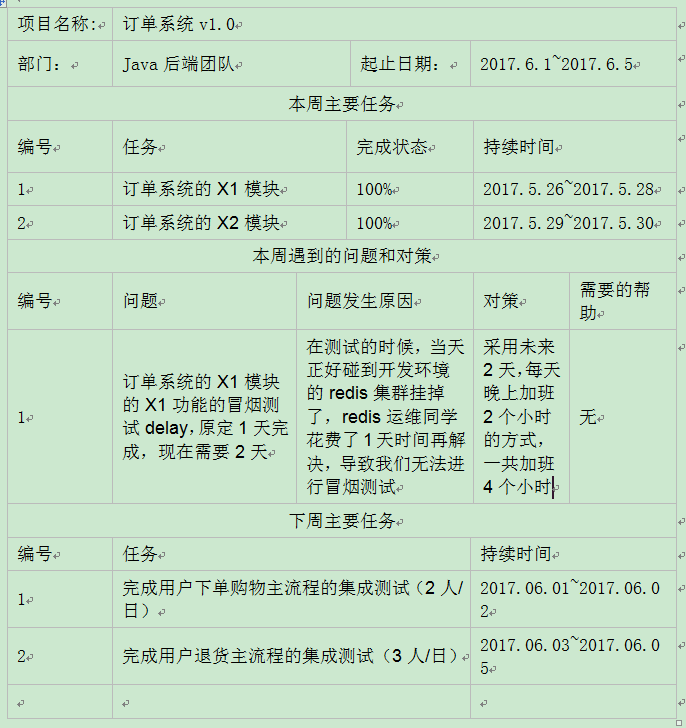 项目名称: 订单系统 v1.0
部门: Java 后端团队 起止日期: 2017.6.1~2017.6.5
本周主要任务
编号 任务 完成状态 持续时间
1 订单系统的 X1 模块 100% 2017.5.26~2017.5.28
2 订单系统的 X2 模块 100% 2017.5.29~2017.5.30
本周遇到的问题和对策
编号 问题 问题发生原因 对策 需要的帮
助
1
订单系统的 X1 模块
的 X1 功能的冒烟测
试 delay,原定 1 天完
成，现在需要 2 天
在测试的时候，当天
正好碰到开发环境
的 redis 集群挂掉
了，redis 运维同学
花费了 1 天时间再解
决，导致我们无法进
行冒烟测试
采用未来
2 天,每天
晚上加班
2 个小时
的方式，
一共加班
4 个小时
无
下周主要任务
编号 任务 持续时间
1
完成用户下单购物主流程的集成测试（2 人/
日）
2017.06.01~2017.06.0
2
2
完成用户退货主流程的集成测试（3 人/日）
2017.06.03~2017.06.0
5